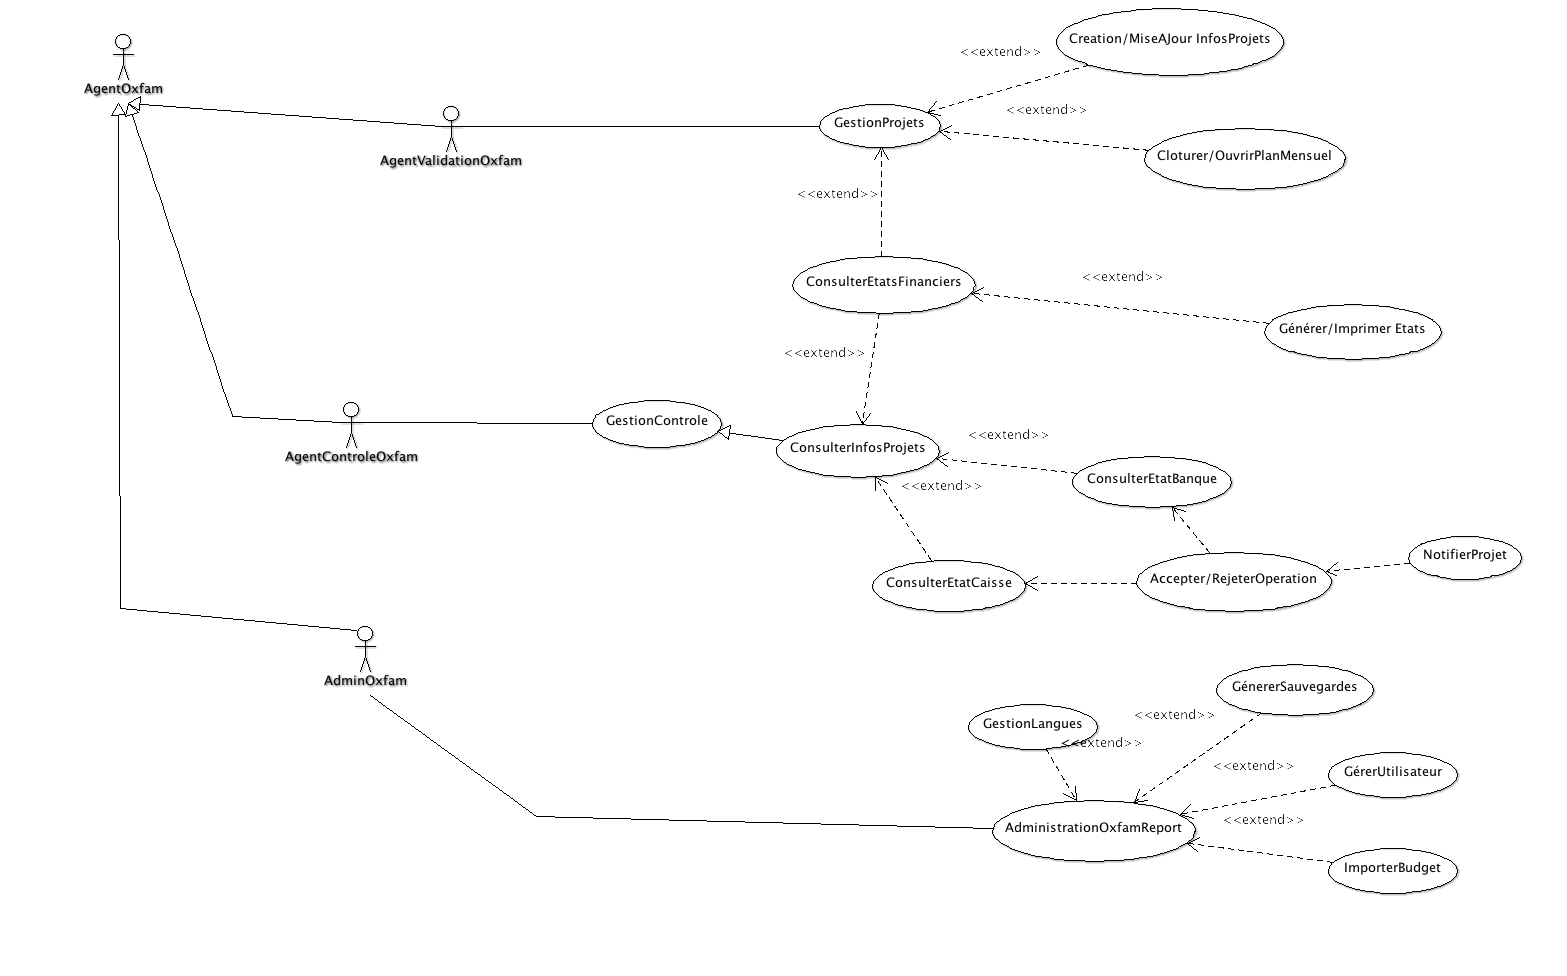 Creation/MiseAJour InfosProjets
<<extend>>
AgentOxfam
<<extend>>
GestionProjets
AgentValidationOxfam
Cloturer/OuvrirPlanMensuel
<<extend>>
ConsulterEtatsFinanciers
<<extend>>
Générer/Imprimer Etats
<<extend>>
GestionControle
ConsulterInfosProjets
<<extend>>
AgentControleOxfam
ConsulterEtatBanque
<<extend>>
NotifierProjet
ConsulterEtatCaisse
Accepter/RejeterOperation
AdminOxfam
GénererSauvegardes
GestionLangues
<<extend>>
<<extend>>
<<extend>>
GérerUtilisateur
<<extend>>
AdministrationOxfamReport
ImporterBudget